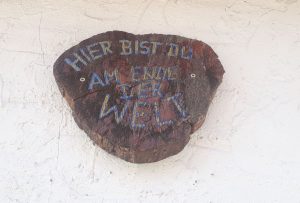 HIER BIST DU
AM ENDE
DER
WELT